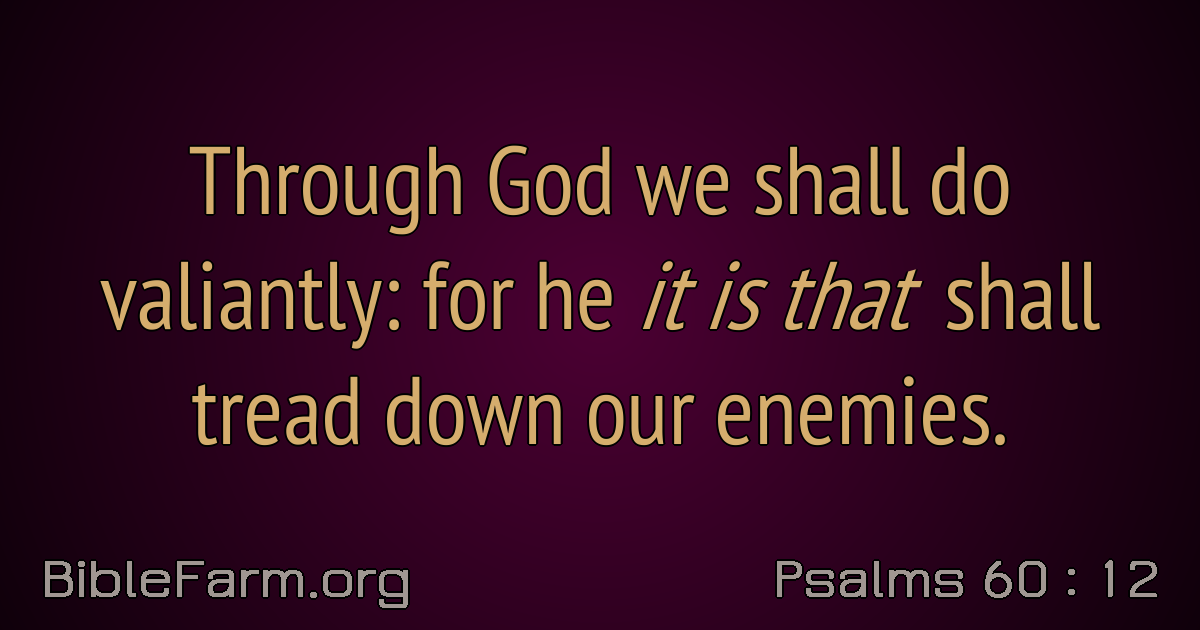 Through God we shall do
valiantly: for he it is that shall
tread down our enemies.
BibleFarm.org
Psalms 60 : 12